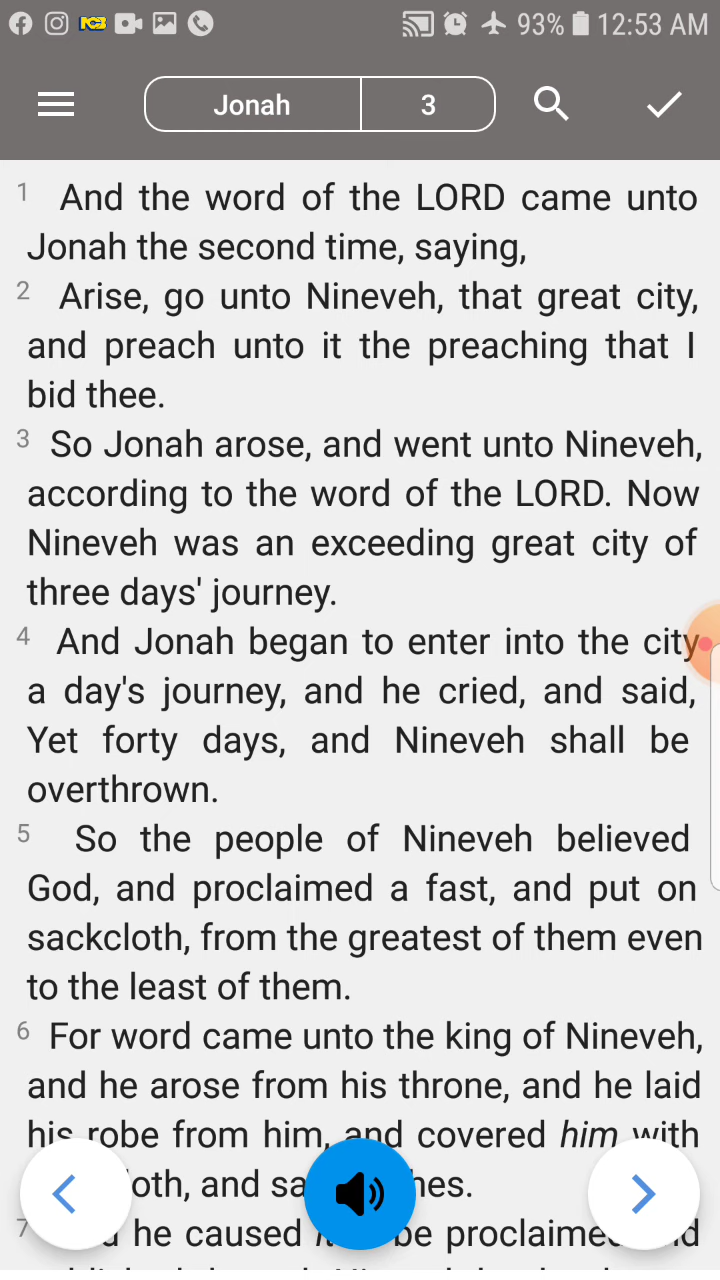 93% 12:53 AM
Jonah 3
1 And the word of the LORD came unto
Jonah the second time, saying,
2 Arise, go unto Nineveh, that great city,
and preach unto it the preaching that I
bid thee.
3 So Jonah arose, and went unto Nineveh,
according to the word of the LORD. Now
Nineveh was an exceeding great city of
three days' journey.
4 And Jonah began to enter into the city
a day's journey, and he cried, and said,
Yet forty days, and Nineveh shall be
overthrown.
5 So the people of Nineveh believed
God, and proclaimed a fast, and put on
sackcloth, from the greatest of them even
to the least of them.
6 For word came unto the king of Nineveh,
and he arose from his throne, and he laid
his robe from him, and covered him with
and
7 he caused be